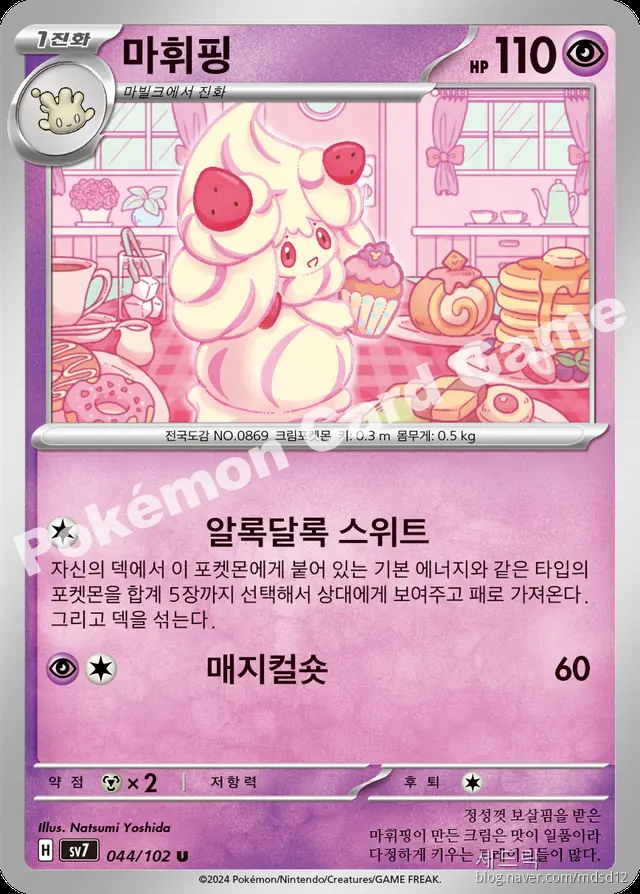 1진화
마휘핑
HP 110
마빌크에서 진화
전국도감 NO.0869 크림포켓몬 키: 0.3 m 몸무게: 0.5 kg
Pokémon Card Game
알록달록 스위트
자신의 덱에서 이 포켓몬에게 붙어 있는 기본 에너지와 같은 타입의
포켓몬을 합계 5장까지 선택해서 상대에게 보여주고 패로 가져온다.
그리고 덱을 섞는다.
매지컬숏 60
약점 ×2 저항력 후퇴
Illus. Natsumi Yoshida
H sv7 044/102 U
정성껏 보살핌을 받은
마휘핑이 만든 크림은 맛이 일품이라
다정하게 키우는 들이 많다.
©2024 Pokémon/Nintendo/Creatures/GAME FREAK.
blog.naver.com/mdsd12